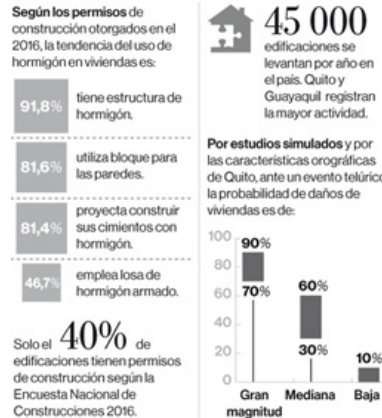 Según los permisos de
construcción otorgados en el
2016, la tendencia del uso de
hormigón en viviendas es:
91,8%
tiene estructura de
hormigón.
81,6%
utiliza bloque para
las paredes.
81,4%
proyecta construir
sus cimientos con
hormigón.
46,7%
emplea losa de
hormigón armado.
Solo el 40% de
edificaciones tienen permisos
de construcción según la
Encuesta Nacional de
Construcciones 2016.
45 000
edificaciones se
levantan por año en
el país. Quito y
Guayaquil registran
la mayor actividad.
Por estudios simulados y por
las características orográficas
de Quito, ante un evento telúrico
la probabilidad de daños de
viviendas es de:
100
80
60
40
20
0
90%
70%
60%
30%
10%
Gran
magnitud
Mediana
Baja